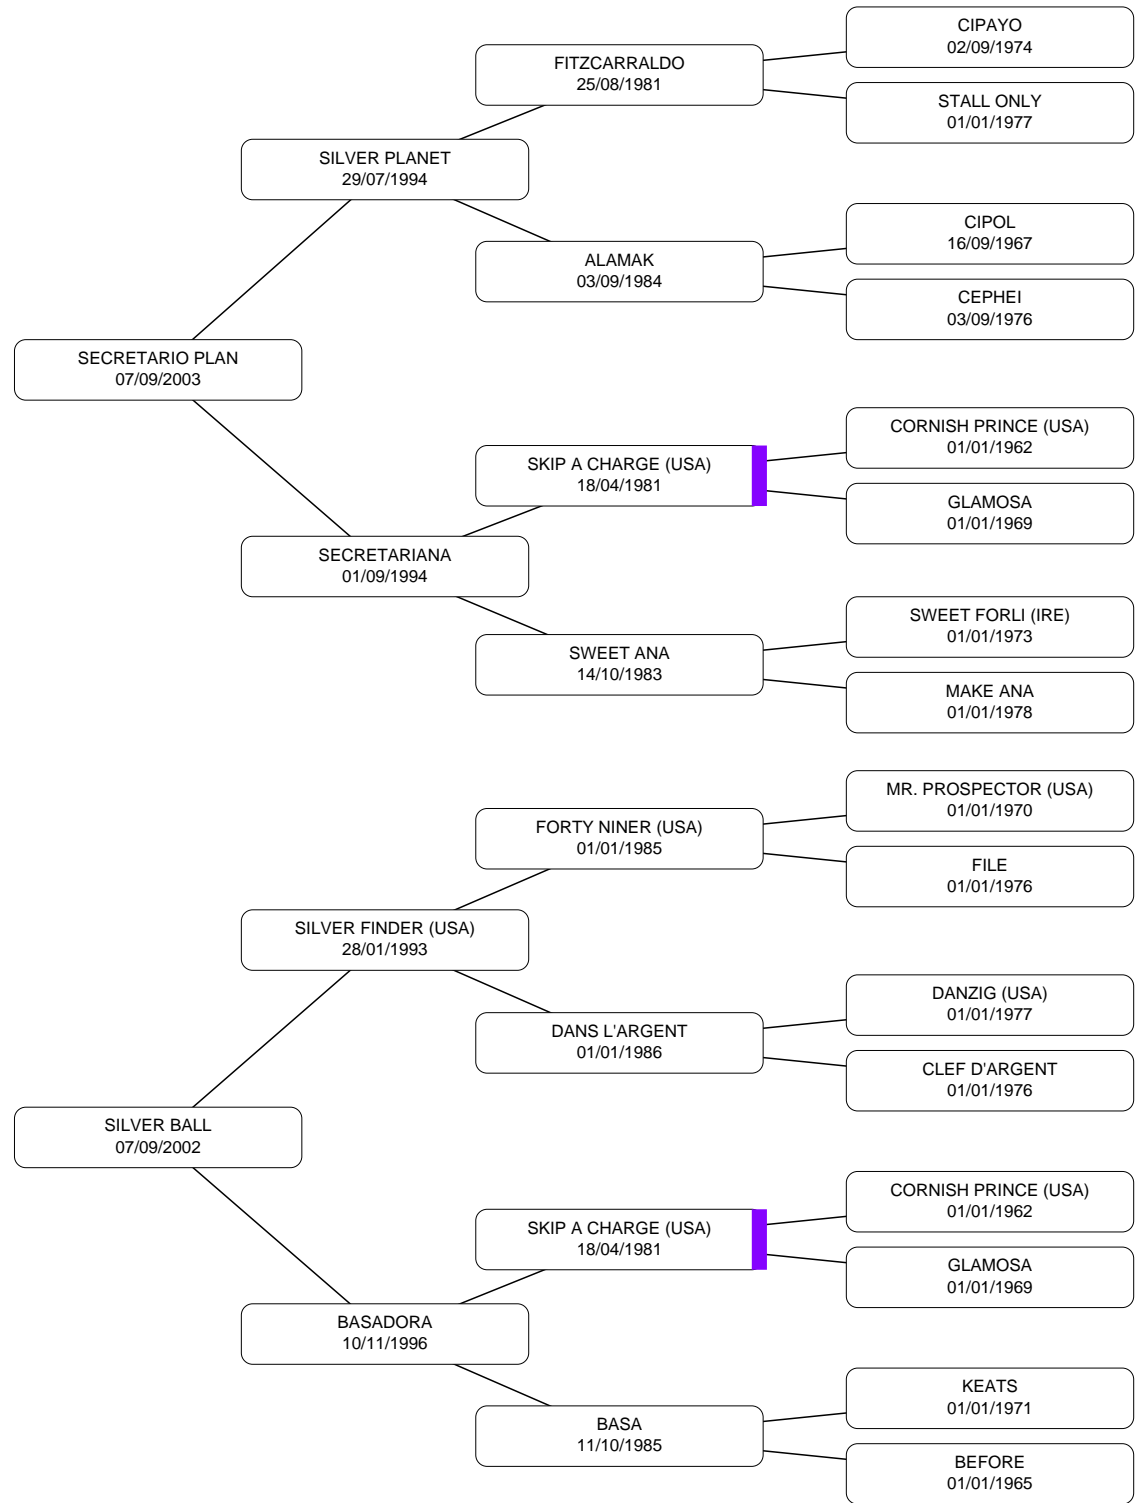 CIPAYO
02/09/1974
FITZCARRALDO
25/08/1981
STALL ONLY
01/01/1977
SILVER PLANET
29/07/1994
CIPOL
16/09/1967
ALAMAK
03/09/1984
CEPHEI
03/09/1976
SECRETARIO PLAN
07/09/2003
CORNISH PRINCE (USA)
01/01/1962
SKIP A CHARGE (USA)
18/04/1981
GLAMOSA
01/01/1969
SECRETARIANA
01/09/1994
SWEET FORLI (IRE)
01/01/1973
SWEET ANA
14/10/1983
MAKE ANA
01/01/1978
MR. PROSPECTOR (USA)
01/01/1970
FORTY NINER (USA)
01/01/1985
FILE
01/01/1976
SILVER FINDER (USA)
28/01/1993
DANZIG (USA)
01/01/1977
DANS L'ARGENT
01/01/1986
CLEF D'ARGENT
01/01/1976
SILVER BALL
07/09/2002
CORNISH PRINCE (USA)
01/01/1962
SKIP A CHARGE (USA)
18/04/1981
GLAMOSA
01/01/1969
BASADORA
10/11/1996
KEATS
01/01/1971
BASA
11/10/1985
BEFORE
01/01/1965